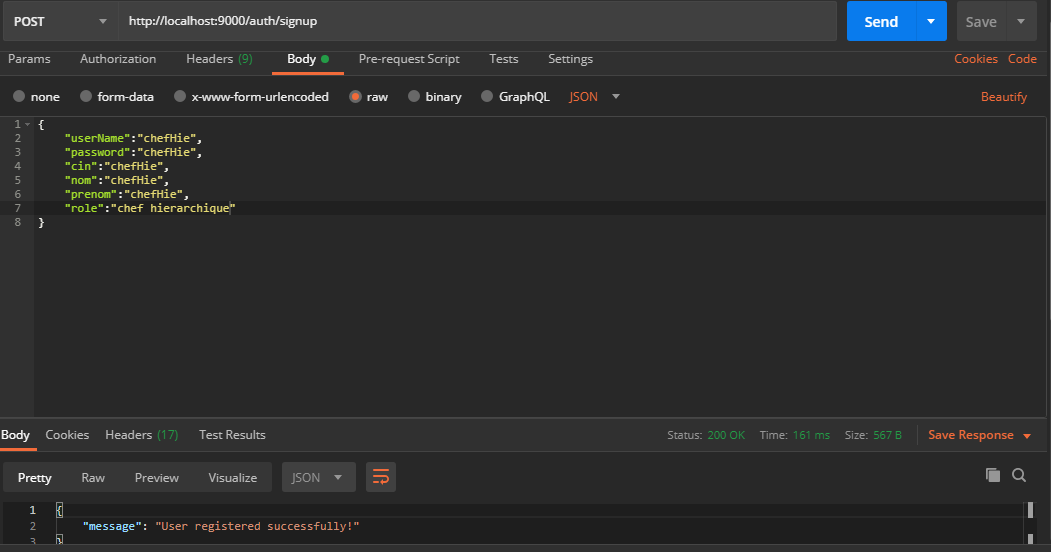 POST http://localhost:9000/auth/signup Send Save
Params Authorization Headers (9) Body Pre-request Script Tests Settings Cookies Code
none form-data x-www-form-urlencoded raw binary GraphQL JSON Beautify
1 {
2 "userName":"chefHie",
3 "password":"chefHie",
4 "cin":"chefHie",
5 "nom":"chefHie",
6 "prenom":"chefHie",
7 "role":"chef hierarchique"
8 }
Body Cookies Headers (17) Test Results Status: 200 OK Time: 161 ms Size: 567 B Save Response
Pretty Raw Preview Visualize JSON
1 {
2 "message": "User registered successfully!"
3 }